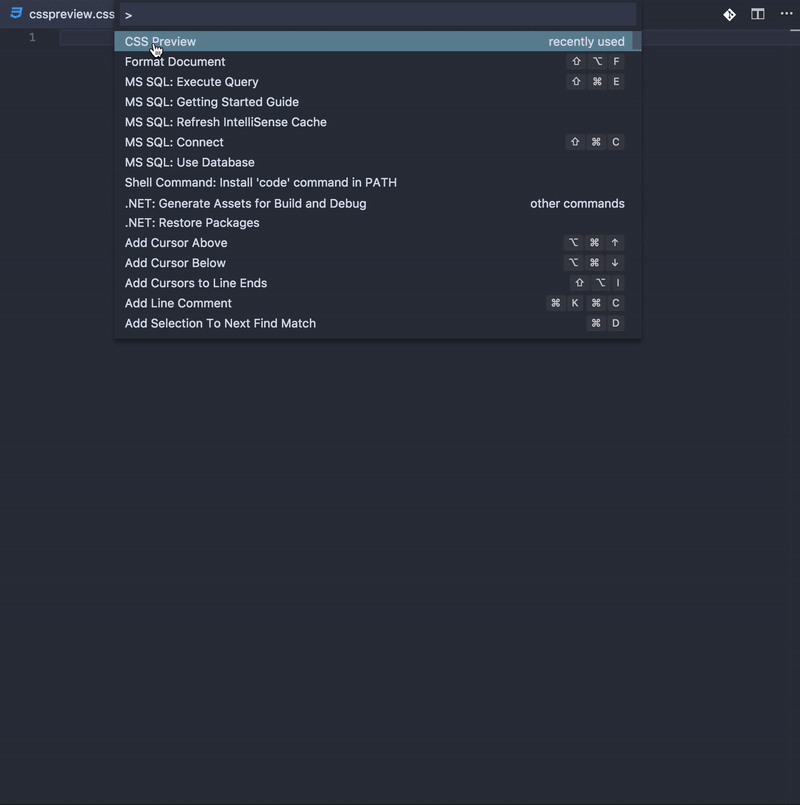 csspreview.css >
1
CSS Preview recently used
Format Document ⇧ ⌥ F
MS SQL: Execute Query ⇧ ⌘ E
MS SQL: Getting Started Guide
MS SQL: Refresh IntelliSense Cache
MS SQL: Connect ⇧ ⌘ C
MS SQL: Use Database
Shell Command: Install 'code' command in PATH
.NET: Generate Assets for Build and Debug other commands
.NET: Restore Packages
Add Cursor Above ⌥ ⌘ ↑
Add Cursor Below ⌥ ⌘ ↓
Add Cursors to Line Ends ⇧ ⌥ I
Add Line Comment ⌘ K ⌘ C
Add Selection To Next Find Match ⌘ D